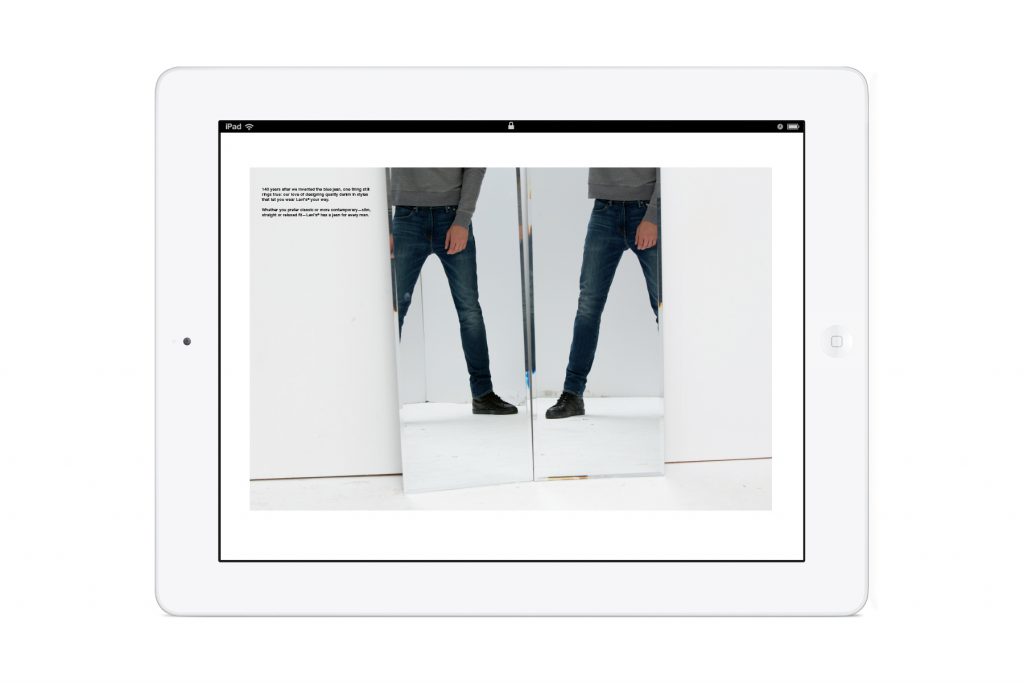 iPad
140 years after we invented the blue jean, one thing still
rings true: our love of designing quality denim in styles
that let you wear Levi's® your way.
Whether you prefer classic or more contemporary—slim,
straight or relaxed fit—Levi's® has a jean for every man.